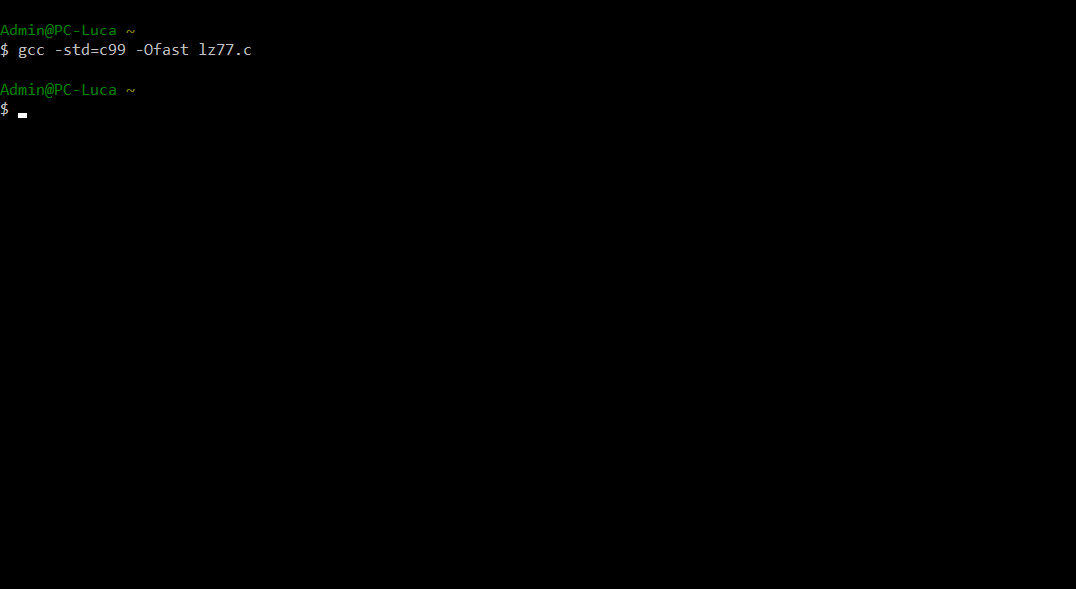 Admin@PC-Luca ~
$ gcc -std=c99 -Ofast lz77.c
Admin@PC-Luca ~
$